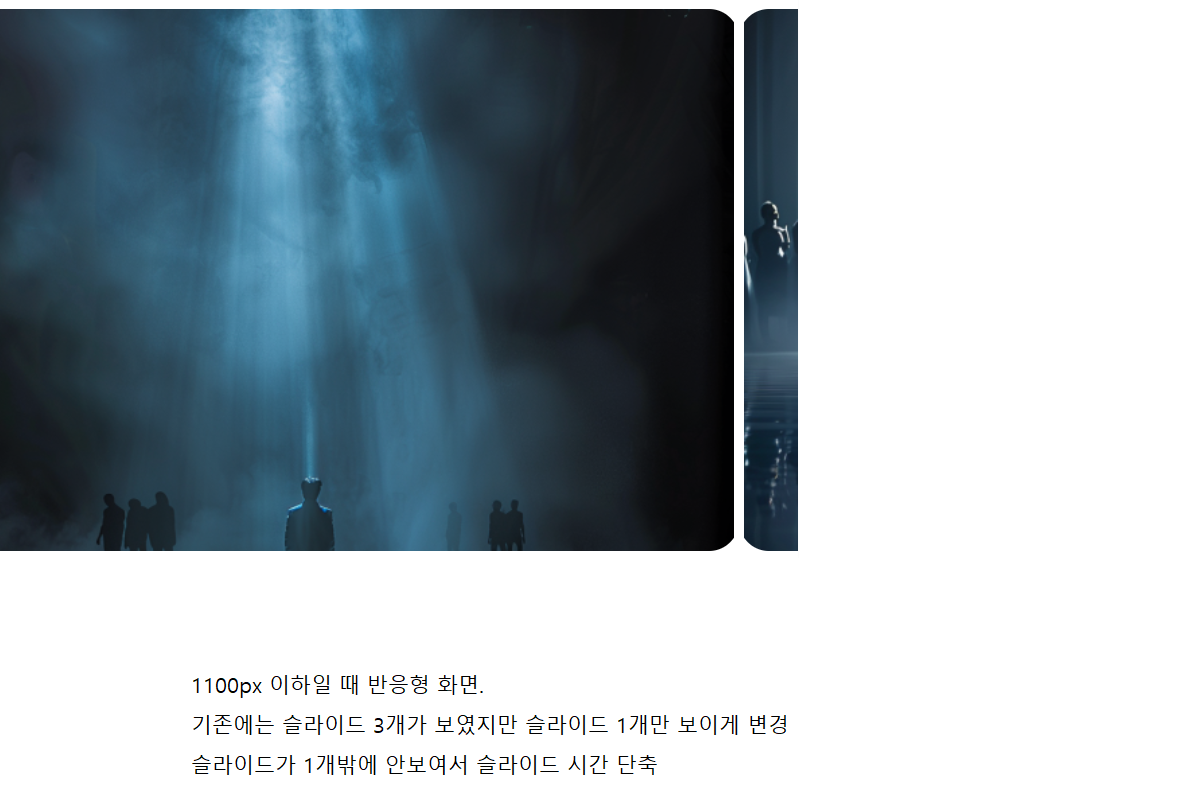 1100px 이하일 때 반응형 화면.
기존에는 슬라이드 3개가 보였지만 슬라이드 1개만 보이게 변경
슬라이드가 1개밖에 안보여서 슬라이드 시간 단축